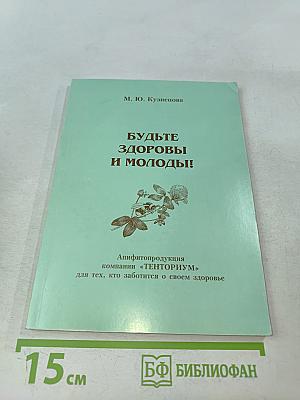 М. Ю. Кузнецова
БУДЬТЕ
ЗДОРОВЫ
И МОЛОДЫ!
Апифитопродукция
компании «ТЕНТОРИУМ»
для тех, кто заботится о своем здоровье
15 см
БФ БИБЛИОФАН